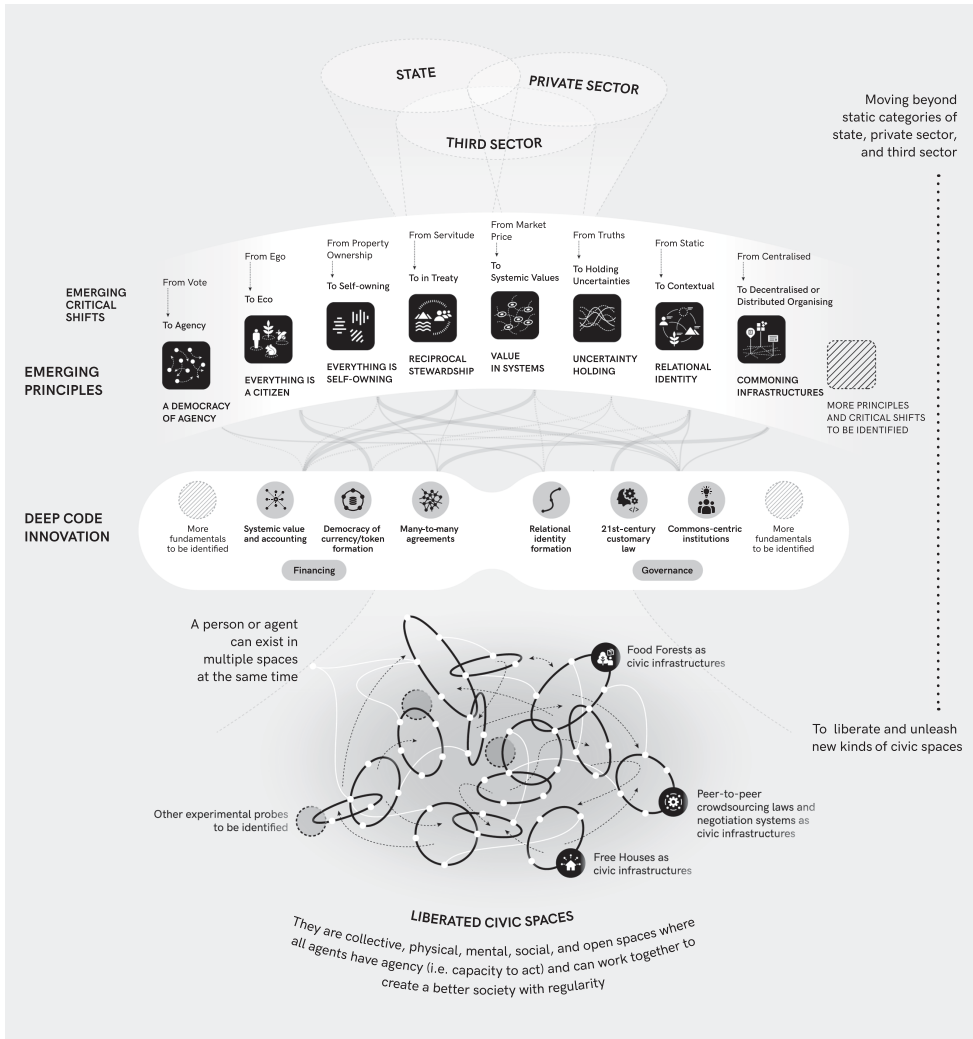 STATE
PRIVATE SECTOR
THIRD SECTOR
Moving beyond
static categories of
state, private sector,
and third sector
EMERGING
CRITICAL
SHIFTS
EMERGING
PRINCIPLES
From Vote
To Agency
A DEMOCRACY
OF AGENCY
From Ego
To Eco
EVERYTHING IS
A CITIZEN
From Property
Ownership
To Self-owning
EVERYTHING IS
SELF-OWNING
From Servitude
To in Treaty
RECIPROCAL
STEWARDSHIP
From Market
Price
To
Systemic Values
VALUE
IN SYSTEMS
From Truths
To Holding
Uncertainties
UNCERTAINTY
HOLDING
From Static
To Contextual
RELATIONAL
IDENTITY
From Centralised
To Decentralised or
Distributed Organising
COMMONING
INFRASTRUCTURES
MORE PRINCIPLES
AND CRITICAL SHIFTS
TO BE IDENTIFIED
DEEP CODE
INNOVATION
More
fundamentals
to be identified
Systemic value
and accounting
Democracy of
currency/token
formation
Many-to-many
agreements
Financing
Relational
identity
formation
</>
21st-century
customary
law
Commons-centric
institutions
More
fundamentals
to be identified
Governance
A person or agent
can exist in
multiple spaces
at the same time
Food Forests as
civic infrastructures
To liberate and unleash
new kinds of civic spaces
Other experimental probes
to be identified
Peer-to-peer
crowdsourcing laws and
negotiation systems as
civic infrastructures
Free Houses as
civic infrastructures
LIBERATED CIVIC SPACES
They are collective, physical, mental, social, and open spaces where
all agents have agency (i.e. capacity to act) and can work together to
create a better society with regularity